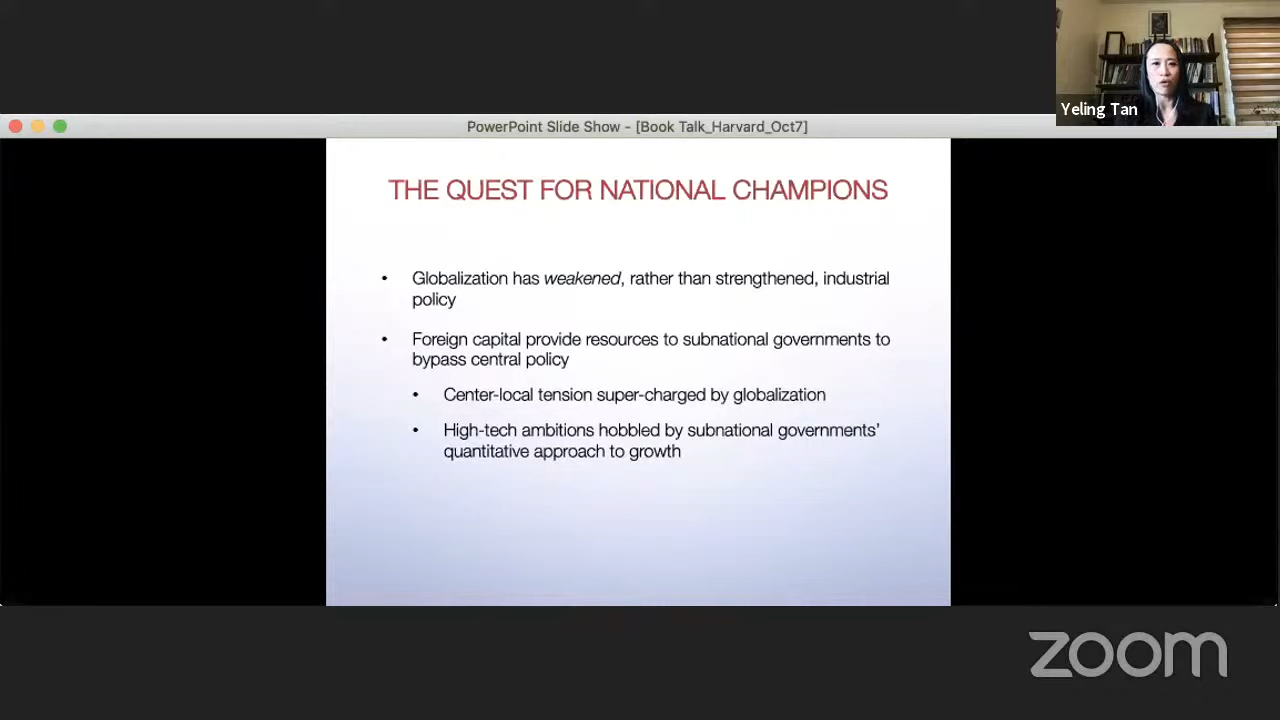 Yeling Tan
PowerPoint Slide Show - [Book Talk_Harvard_Oct7]
THE QUEST FOR NATIONAL CHAMPIONS
• Globalization has weakened, rather than strengthened, industrial
policy
• Foreign capital provide resources to subnational governments to
bypass central policy
• Center-local tension super-charged by globalization
• High-tech ambitions hobbled by subnational governments’
quantitative approach to growth
zoom